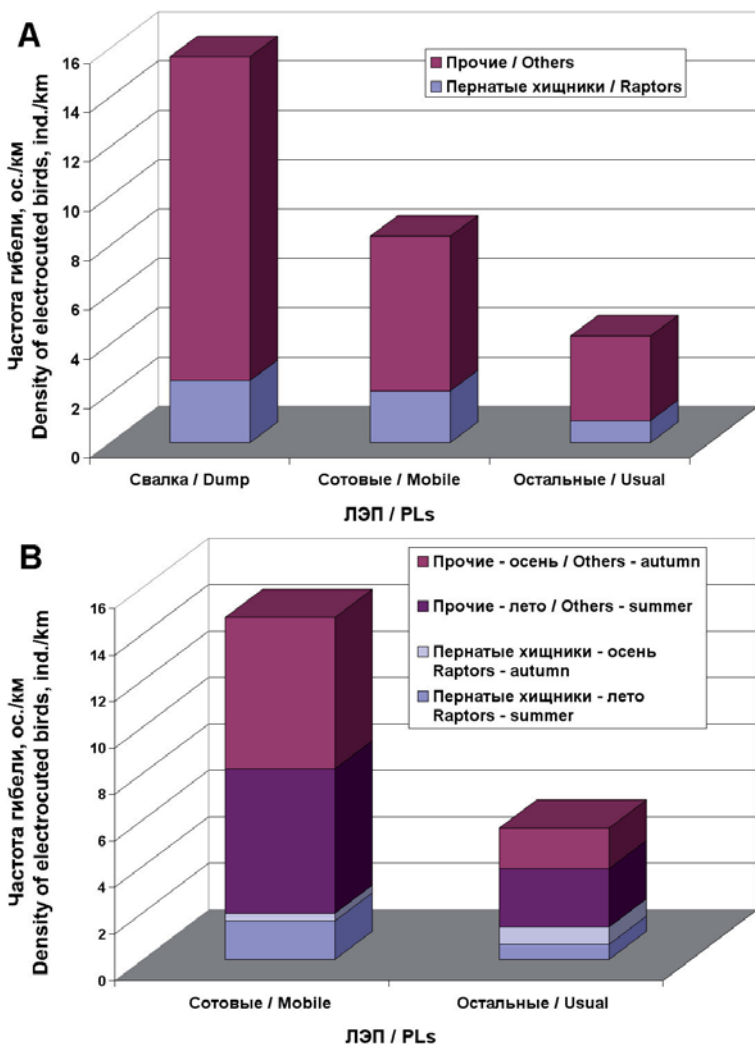 A
Прочие / Others
Пернатые хищники / Raptors
Частота гибели, ос./км
Density of electrocuted birds, ind./km
16
14
12
10
8
6
4
2
0
Свалка / Dump
Сотовые / Mobile
Остальные / Usual
ЛЭП / PLs
B
Прочие - осень / Others - autumn
Прочие - лето / Others - summer
Пернатые хищники - осень
Raptors - autumn
Пернатые хищники - лето
Raptors - summer
Частота гибели, ос./км
Density of electrocuted birds, ind./km
16
14
12
10
8
6
4
2
0
Сотовые / Mobile
Остальные / Usual
ЛЭП / PLs